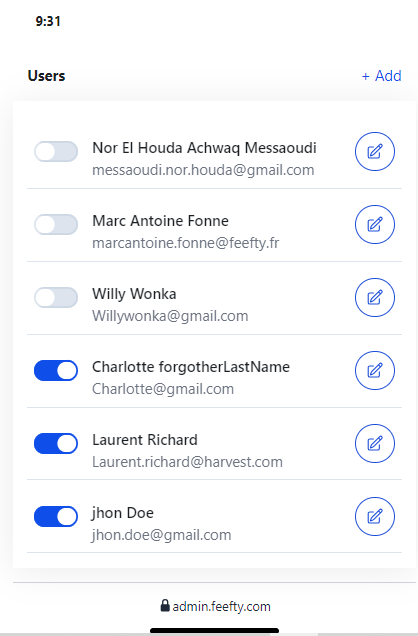 9:31
Users
+ Add
Nor El Houda Achwaq Messaoudi
messaoudi.nor.houda@gmail.com
Marc Antoine Fonne
marcantoine.fonne@feefty.fr
Willy Wonka
Willywonka@gmail.com
Charlotte forgotherLastName
Charlotte@gmail.com
Laurent Richard
Laurent.richard@harvest.com
jhon Doe
jhon.doe@gmail.com
admin.feefty.com